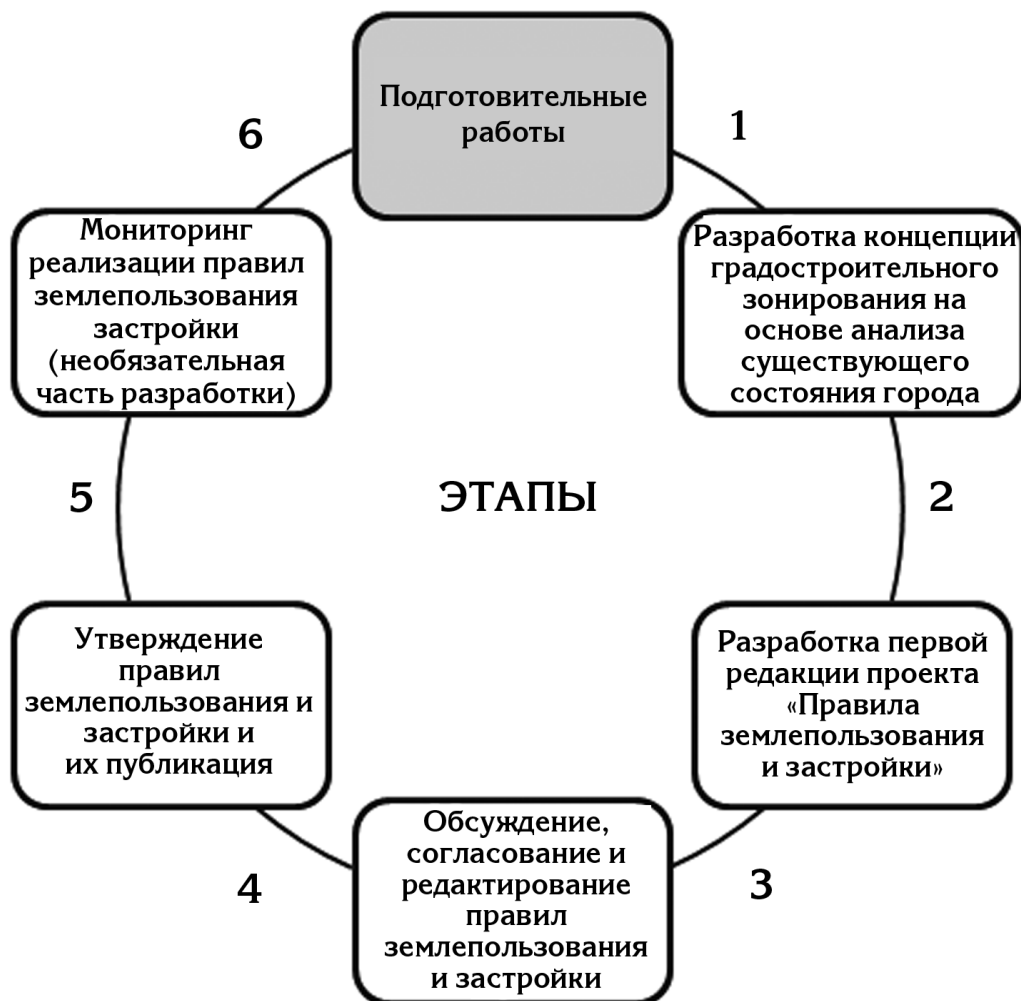 Подготовительные
работы
1
Разработка концепции
градостроительного
зонирования на
основе анализа
существующего
состояния города
2
Разработка первой
редакции проекта
«Правила
землепользования
и застройки»
3
Обсуждение,
согласование и
редактирование
правил
землепользования
и застройки
4
Утверждение
правил
землепользования и
застройки и
их публикация
5
Мониторинг
реализации правил
землепользования
застройки
(необязательная
часть разработки)
6
ЭТАПЫ